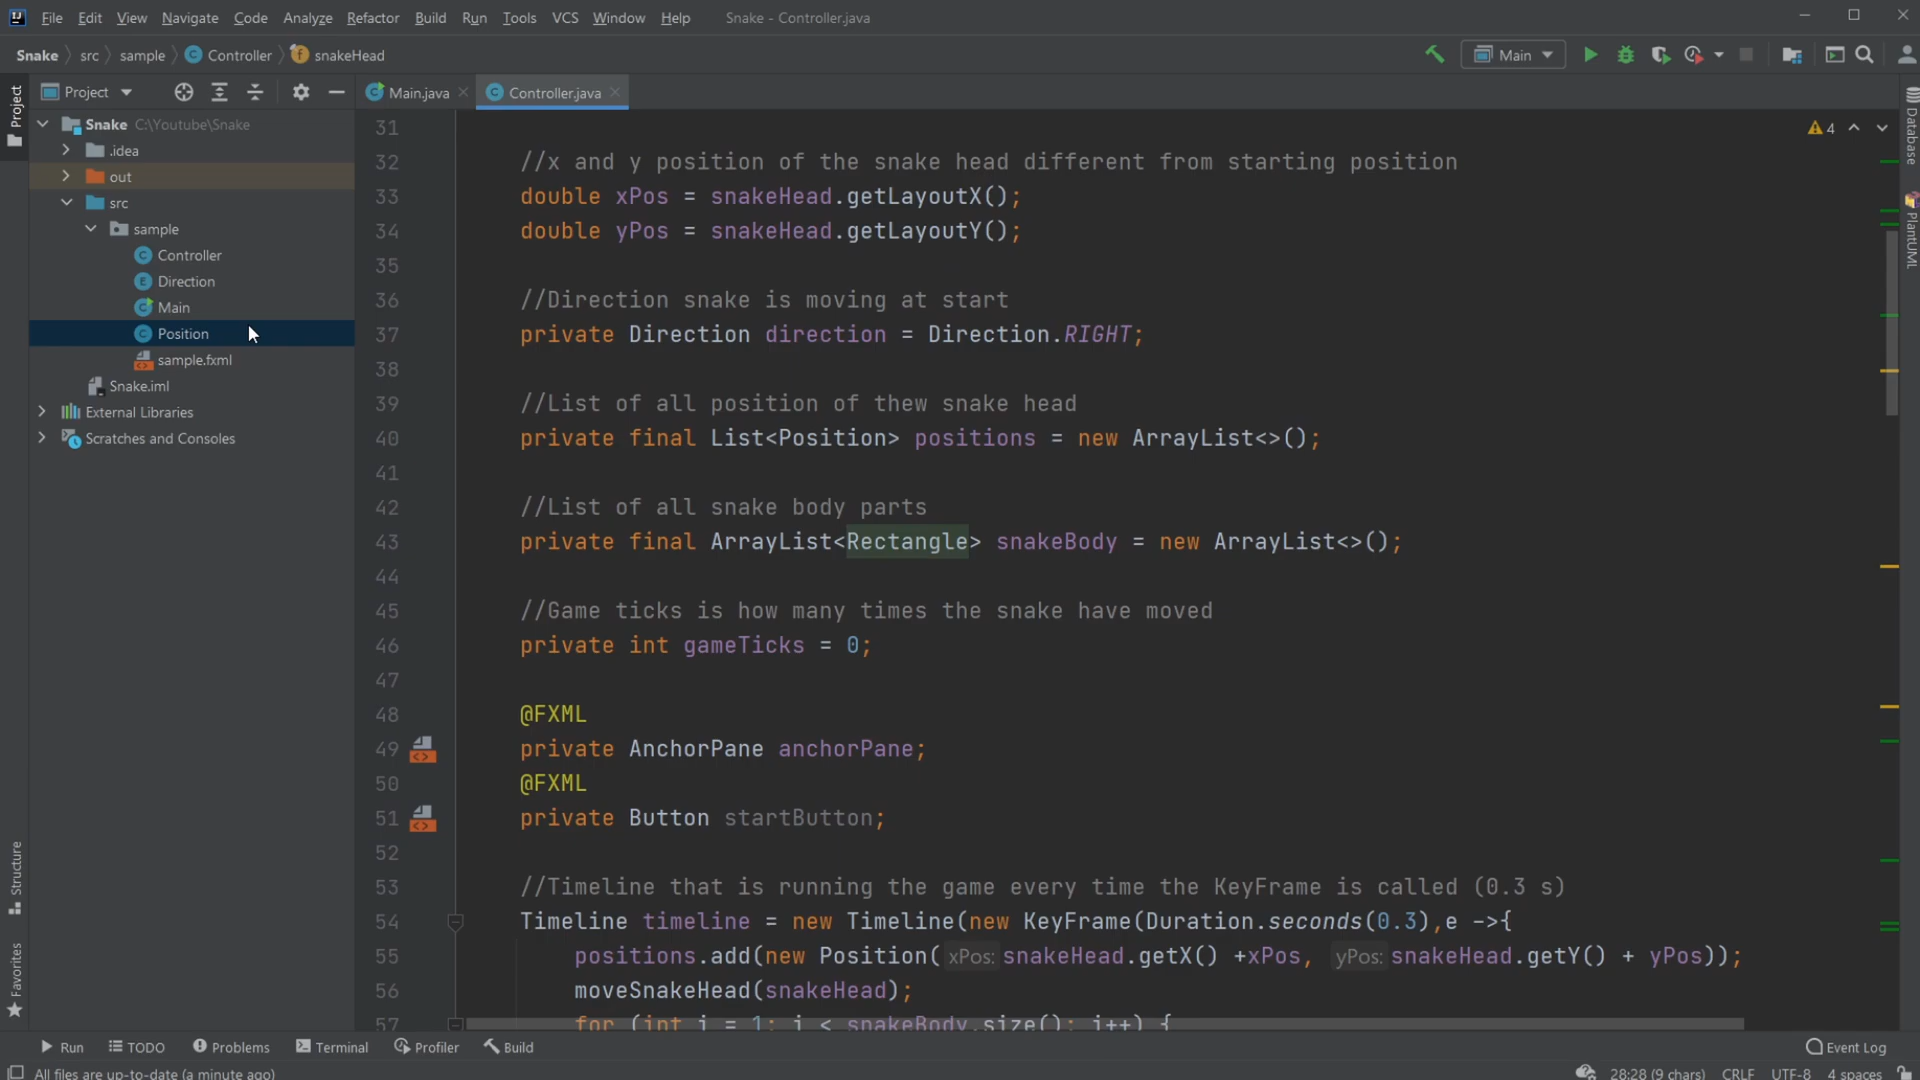 File Edit View Navigate Code Analyze Refactor Build Run Tools VCS Window Help Snake - Controller.java
Snake src sample Controller snakeHead Main
Project
Main.java
Controller.java
Project
Snake C:\Youtube\Snake
.idea
out
src
sample
Controller
Direction
Main
Position
sample.fxml
Snake.iml
External Libraries
Scratches and Consoles
Structure
Favorites
31
32 //x and y position of the snake head different from starting position
33 double xPos = snakeHead.getLayoutX();
34 double yPos = snakeHead.getLayoutY();
35
36 //Direction snake is moving at start
37 private Direction direction = Direction.RIGHT;
38
39 //List of all position of thew snake head
40 private final List<Position> positions = new ArrayList<>();
41
42 //List of all snake body parts
43 private final ArrayList<Rectangle> snakeBody = new ArrayList<>();
44
45 //Game ticks is how many times the snake have moved
46 private int gameTicks = 0;
47
48 @FXML
49 private AnchorPane anchorPane;
50 @FXML
51 private Button startButton;
52
53 //Timeline that is running the game every time the KeyFrame is called (0.3 s)
54 Timeline timeline = new Timeline(new KeyFrame(Duration.seconds(0.3),e ->{
55 positions.add(new Position( xPos: snakeHead.getX() +xPos, yPos: snakeHead.getY() + yPos));
56 moveSnakeHead(snakeHead);
57 for (int i = 1; i < snakeBody.size(); i++) {
4
Database
PlantUML
Run TODO Problems Terminal Profiler Build Event Log
All files are up-to-date (a minute ago) 28:28 (9 chars) CRLF UTF-8 4 spaces